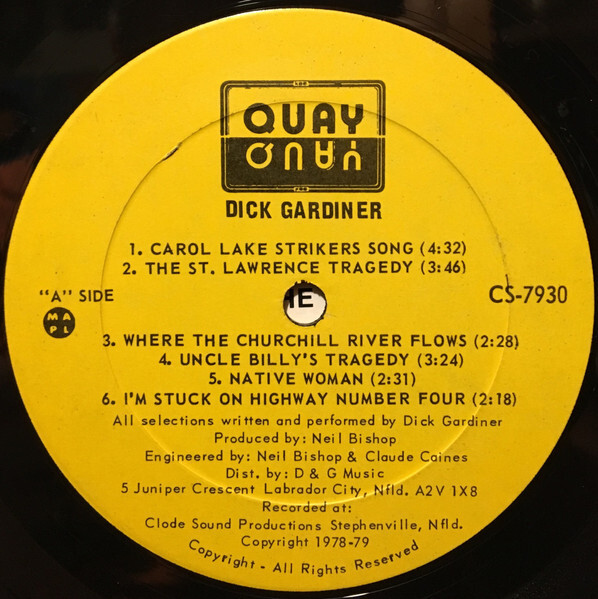 QUAY
QUAY
DICK GARDINER
1. CAROL LAKE STRIKERS SONG (4:32)
2. THE ST. LAWRENCE TRAGEDY (3:46)
"A" SIDE
HE
CS-7930
MAPL
3. WHERE THE CHURCHILL RIVER FLOWS (2:28)
4. UNCLE BILLY'S TRAGEDY (3:24)
5. NATIVE WOMAN (2:31)
6. I'M STUCK ON HIGHWAY NUMBER FOUR (2:18)
All selections written and performed by Dick Gardiner
Produced by: Neil Bishop
Engineered by: Neil Bishop & Claude Caines
Dist. by: D & G Music
5 Juniper Crescent Labrador City, Nfld. A2V 1X8
Recorded at:
Clode Sound Productions Stephenville, Nfld.
Copyright 1978-79
Copyright - All Rights Reserved